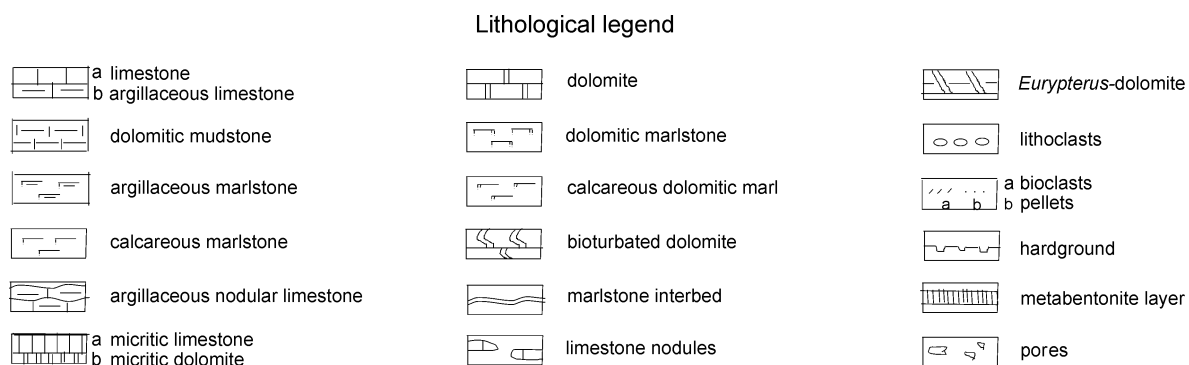 Lithological legend
a limestone
b argillaceous limestone
dolomitic mudstone
argillaceous marlstone
calcareous marlstone
argillaceous nodular limestone
a micritic limestone
b micritic dolomite
dolomite
dolomitic marlstone
calcareous dolomitic marl
bioturbated dolomite
marlstone interbed
limestone nodules
Eurypterus-dolomite
lithoclasts
a b
a bioclasts
b pellets
hardground
metabentonite layer
pores